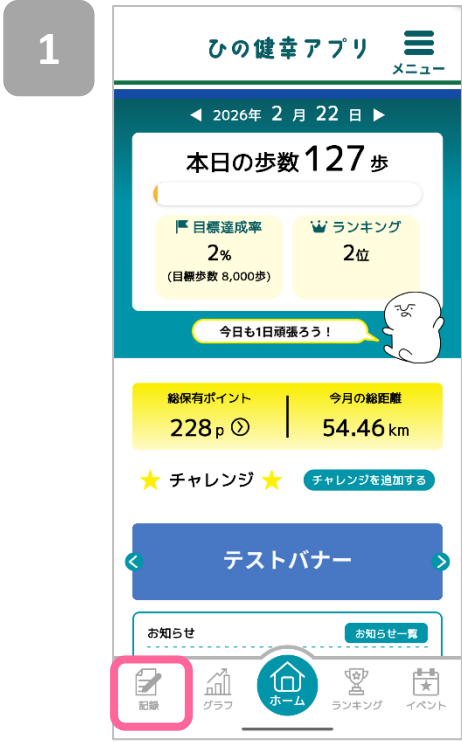 1
ひの健幸アプリ
メニュー
◀ 2026年 2 月 22 日 ▶
本日の歩数 127 歩
目標達成率
2%
(目標歩数 8,000歩)
ランキング
2位
今日も1日頑張ろう！
総保有ポイント
228 p
今月の総距離
54.46 km
チャレンジ
チャレンジを追加する
テストバナー
お知らせ
お知らせ一覧
記録
グラフ
ホーム
ランキング
イベント